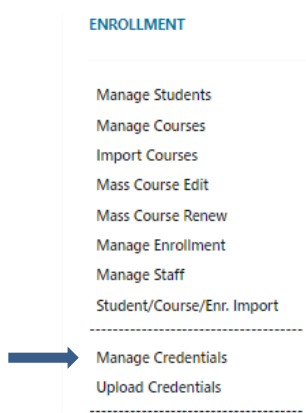 ENROLLMENT
Manage Students
Manage Courses
Import Courses
Mass Course Edit
Mass Course Renew
Manage Enrollment
Manage Staff
Student/Course/Enr. Import
------------------------------------
Manage Credentials
Upload Credentials
------------------------------------